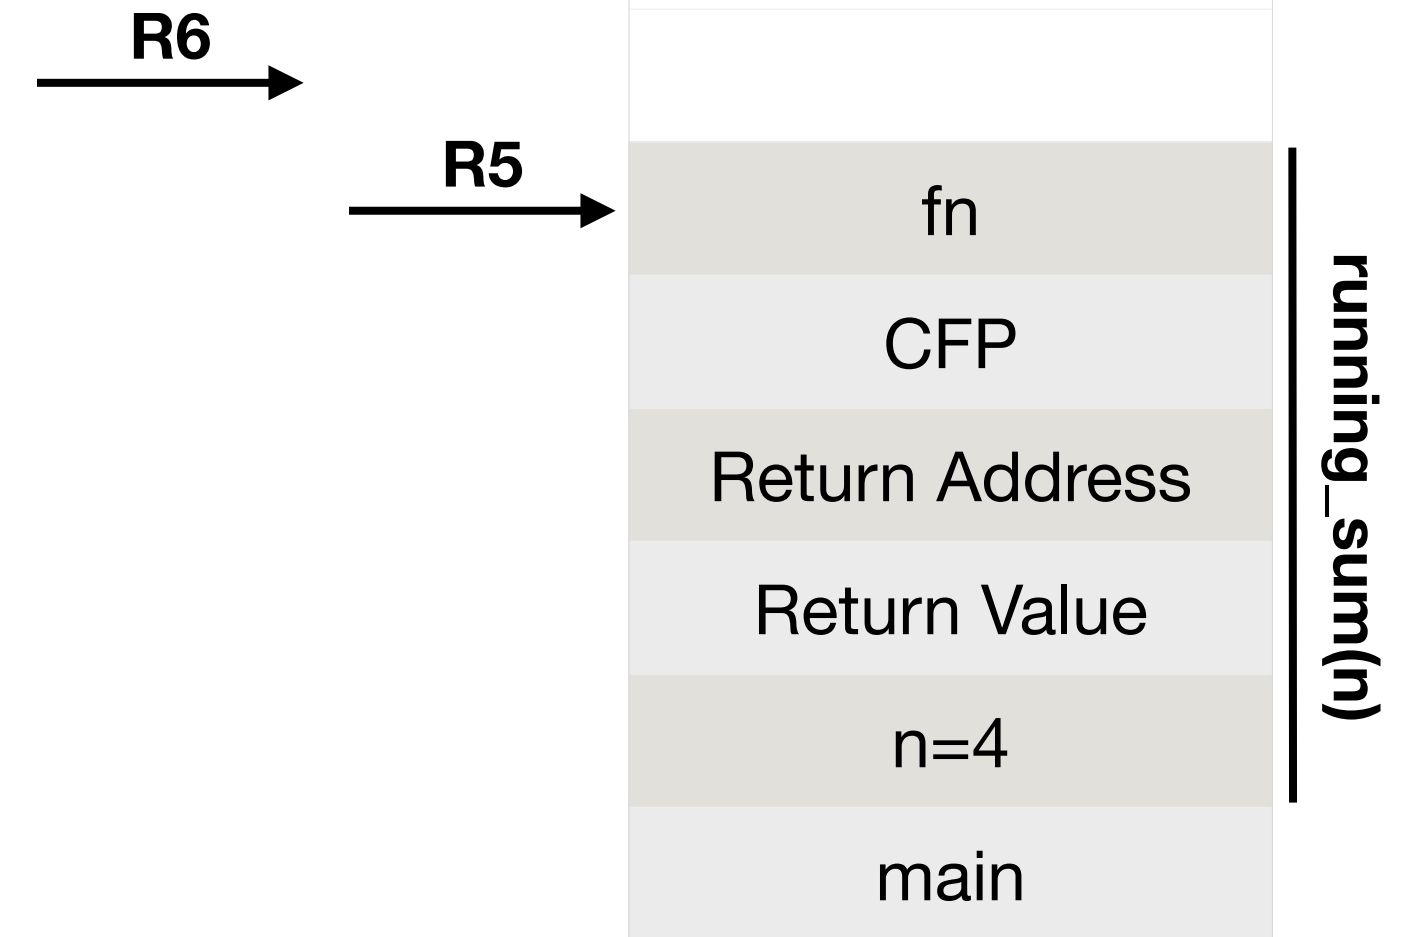 R6
R5
fn
CFP
Return Address
Return Value
n=4
main
running_sum(n)